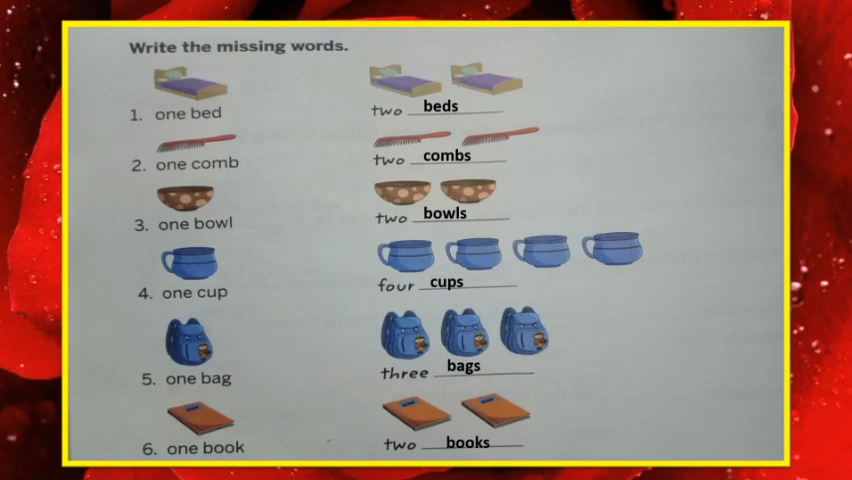 Write the missing words.
1. one bed two beds
2. one comb two combs
3. one bowl two bowls
4. one cup four cups
5. one bag three bags
6. one book two books